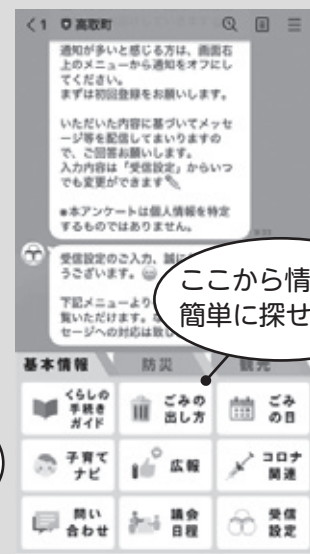 1 高取町
通知が多いと感じる方は、画面右
上のメニューから通知をオフにし
てください。
まずは初回登録をお願いします。
いただいた内容に基づいてメッセ
ージ等を配信してまいりますの
で、ご回答お願いします。
入力内容は「受信設定」からいつ
でも変更ができます
※本アンケートは個人情報を特定
するものではありません。
受信設定のご入力、誠に
うございます。
下記メニューより
覧いただけます。
セージへの対応は致し
ここから情
簡単に探せ
基本情報 防災 観光
くらしの
手続き
ガイド
ごみの
出し方
ごみ
の日
子育て
ナビ
広報
コロナ
関連
問い
合わせ
議会
日程
受信
設定